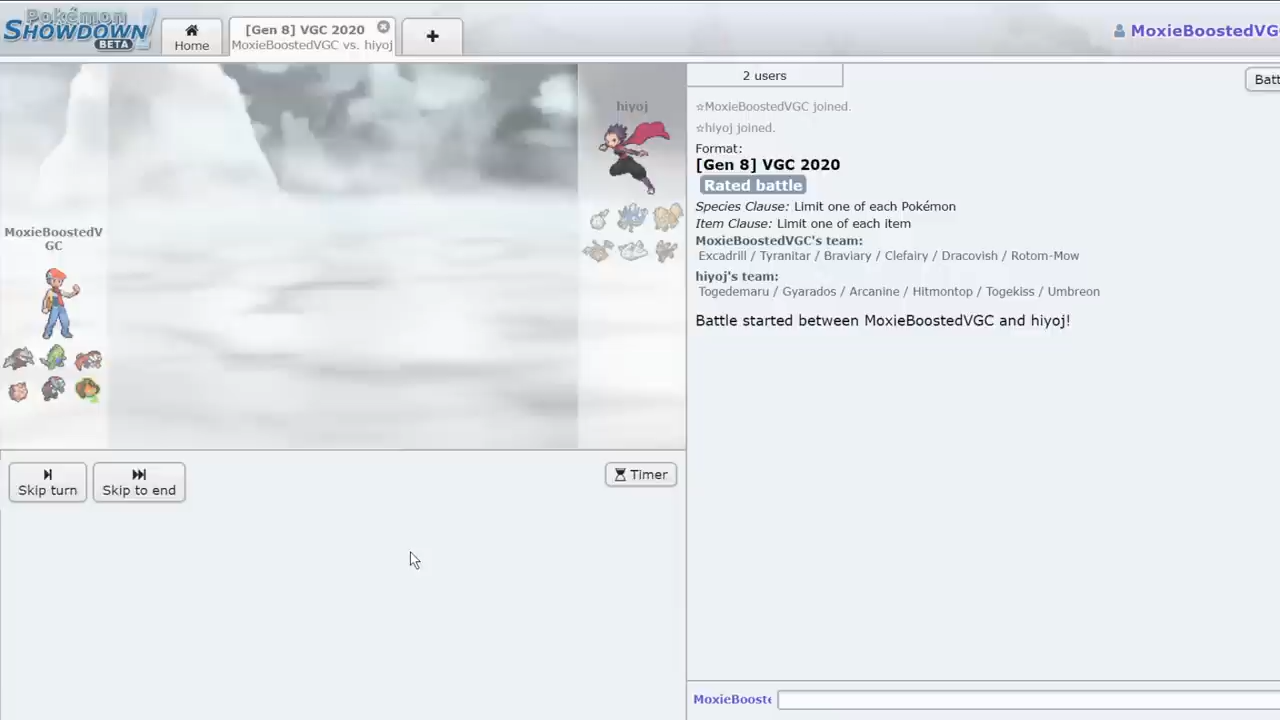 Pokémon
SHOWDOWN!
BETA
Home
[Gen 8] VGC 2020
MoxieBoostedVGC vs. hiyoj
+
MoxieBoostedVG
2 users
Batt
☆MoxieBoostedVGC joined.
☆hiyoj joined.
Format:
[Gen 8] VGC 2020
Rated battle
Species Clause: Limit one of each Pokémon
Item Clause: Limit one of each item
MoxieBoostedVGC's team:
Excadrill / Tyranitar / Braviary / Clefairy / Dracovish / Rotom-Mow
hiyoj's team:
Togedemaru / Gyarados / Arcanine / Hitmontop / Togekiss / Umbreon
Battle started between MoxieBoostedVGC and hiyoj!
hiyoj
MoxieBoostedV
GC
Skip turn
Skip to end
Timer
MoxieBooste